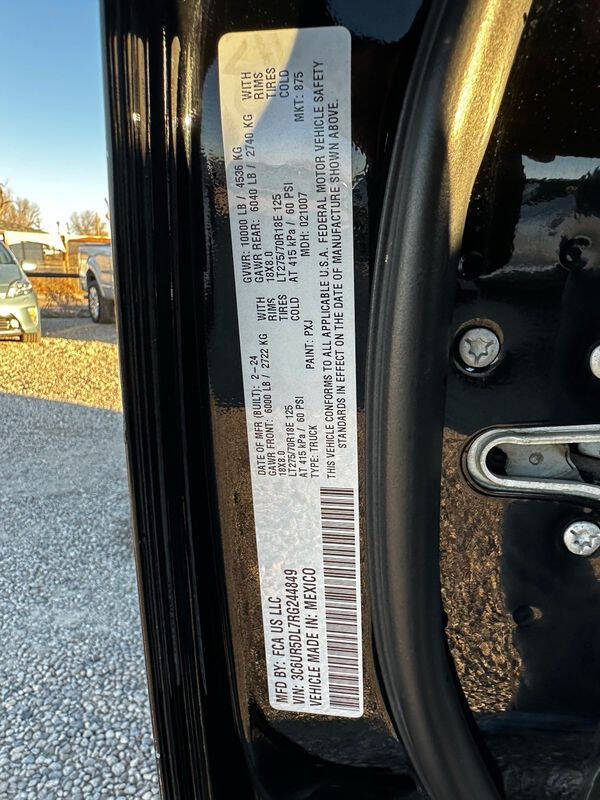 MFD BY: FCA US LLC
DATE OF MFR (BUILT): 2-24 GVWR: 10000 LB / 4536 KG
GAWR FRONT: 6000 LB / 2722 KG WITH GAWR REAR: 6040 LB / 2740 KG WITH
18X8.0 RIMS 18X8.0 RIMS
LT275/70R18E 125 TIRES LT275/70R18E 125 TIRES
AT 415 kPa / 60 PSI COLD AT 415 kPa / 60 PSI COLD
VIN: 3C6UR5DL7RG244849 TYPE: TRUCK PAINT: PXJ MDH: 021007 MKT: 875
VEHICLE MADE IN: MEXICO
THIS VEHICLE CONFORMS TO ALL APPLICABLE U.S.A. FEDERAL MOTOR VEHICLE SAFETY
STANDARDS IN EFFECT ON THE DATE OF MANUFACTURE SHOWN ABOVE.